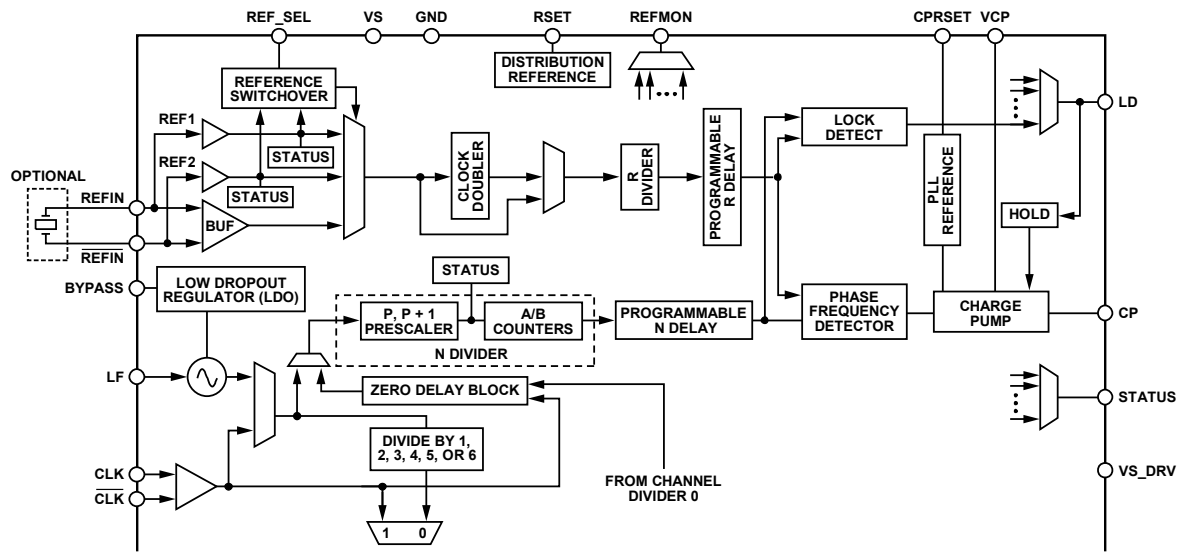 REF_SEL
VS
GND
RSET
REFMON
CPRSET
VCP
DISTRIBUTION
REFERENCE
REFERENCE
SWITCHOVER
REF1
STATUS
REF2
STATUS
OPTIONAL
REFIN
BUF
REFIN
CLOCK
DOUBLER
R
DIVIDER
PROGRAMMABLE
R DELAY
LOCK
DETECT
LD
PLL
REFERENCE
HOLD
BYPASS
LOW DROPOUT
REGULATOR (LDO)
STATUS
P, P + 1
PRESCALER
A/B
COUNTERS
N DIVIDER
PROGRAMMABLE
N DELAY
PHASE
FREQUENCY
DETECTOR
CHARGE
PUMP
CP
LF
ZERO DELAY BLOCK
STATUS
DIVIDE BY 1,
2, 3, 4, 5, OR 6
CLK
CLK
FROM CHANNEL
DIVIDER 0
VS_DRV
1 0